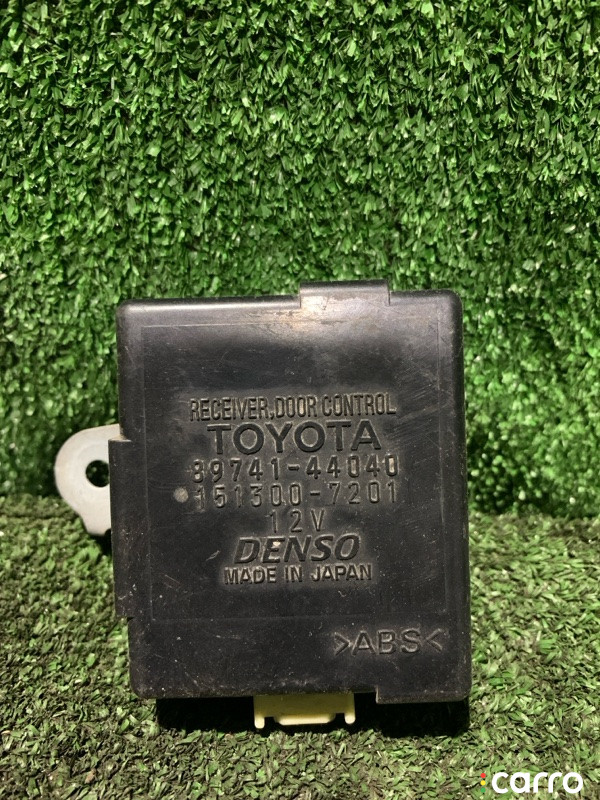 RECEIVER,DOOR CONTROL
TOYOTA
89741-44040
151300-7201
12V
DENSO
MADE IN JAPAN
>ABS<
carro